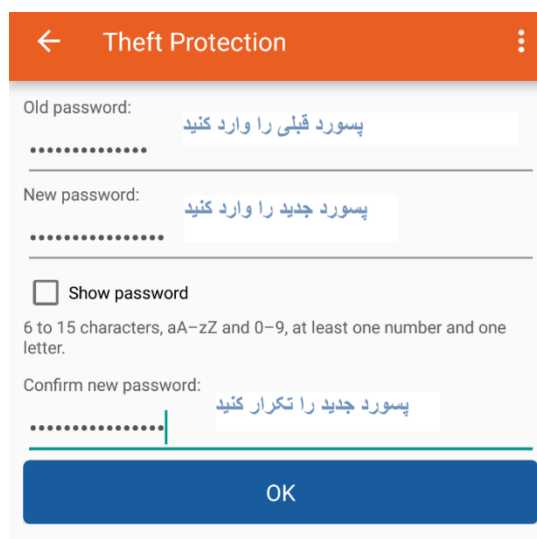 Theft Protection
Old password:
پسورد قبلی را وارد کنید
••••••••••••••
New password:
پسورد جدید را وارد کنید
••••••••••••••••
Show password
6 to 15 characters, aA–zZ and 0–9, at least one number and one
letter.
Confirm new password:
پسورد جدید را تکرار کنید
••••••••••••••••
OK